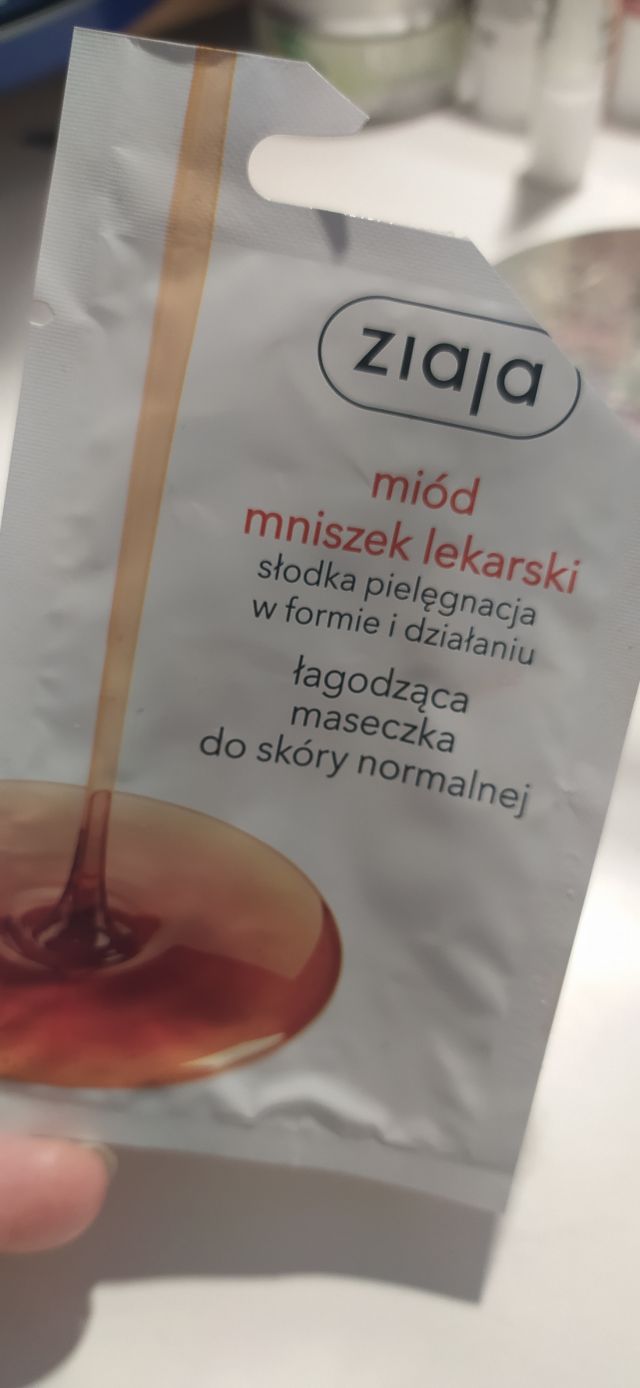 ziaja
miód
mniszek lekarski
słodka pielęgnacja
w formie i działaniu
łagodząca
maseczka
do skóry normalnej